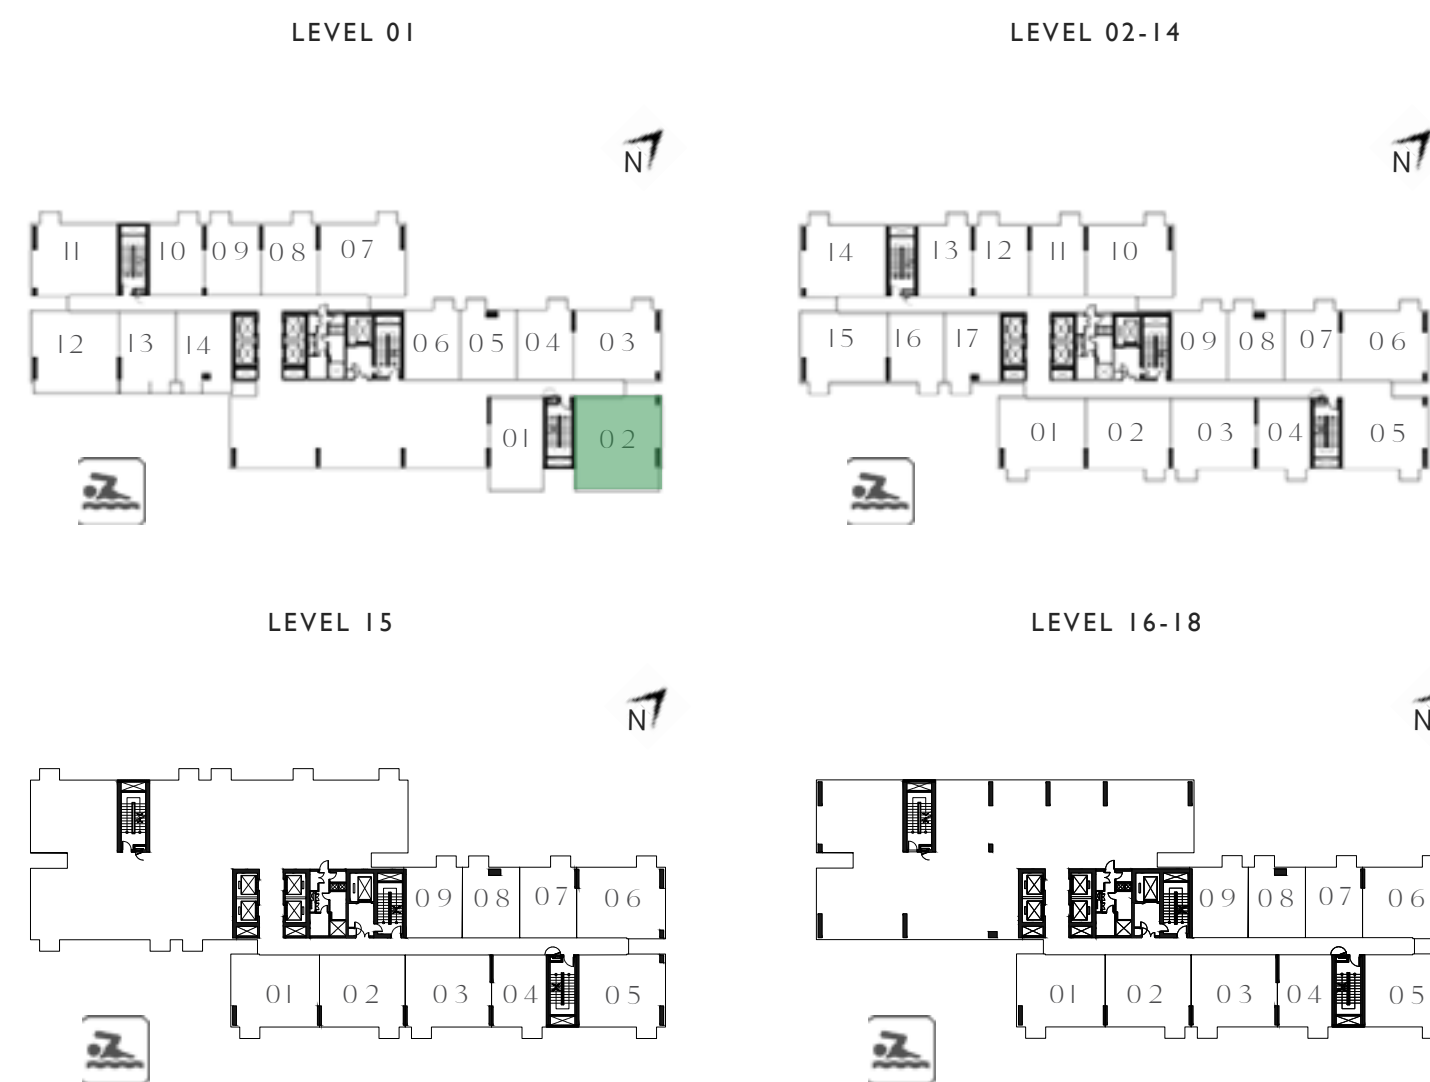 LEVEL 01
LEVEL 02-14
N
N
11 10 09 08 07
14 13 12 11 10
12 13 14 06 05 04 03
15 16 17 09 08 07 06
01 02
01 02 03 04 05
LEVEL 15
LEVEL 16-18
N
N
09 08 07 06
09 08 07 06
01 02 03 04 05
01 02 03 04 05